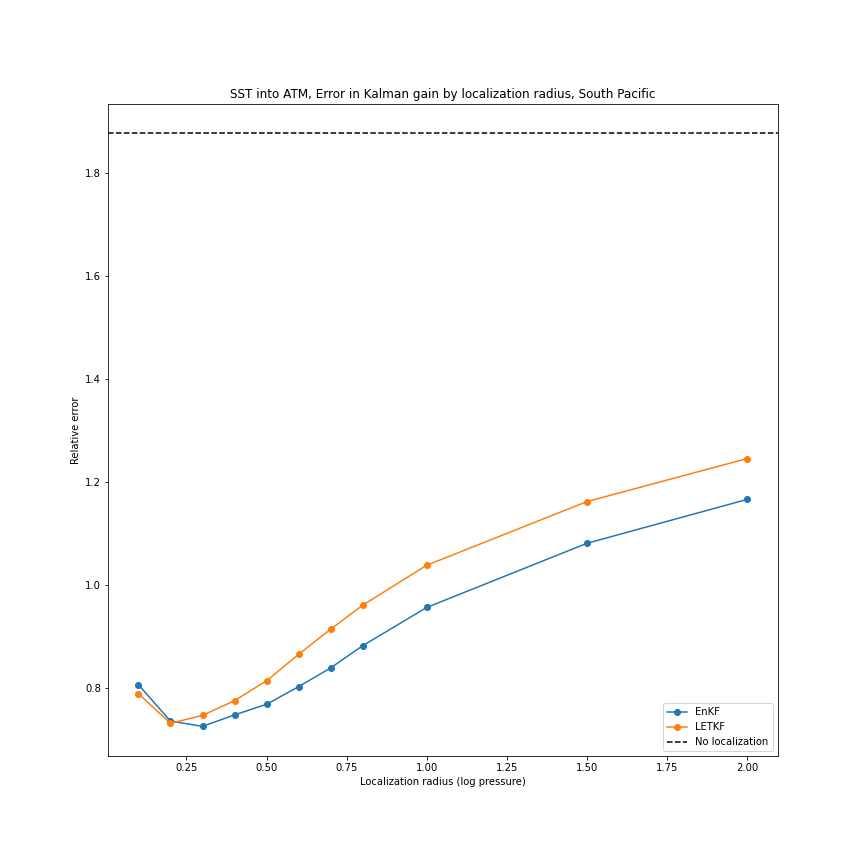 SST into ATM, Error in Kalman gain by localization radius, South Pacific
1.8
1.6
1.4
1.2
1.0
0.8
Relative error
0.25 0.50 0.75 1.00 1.25 1.50 1.75 2.00
Localization radius (log pressure)
EnKF
LETKF
No localization